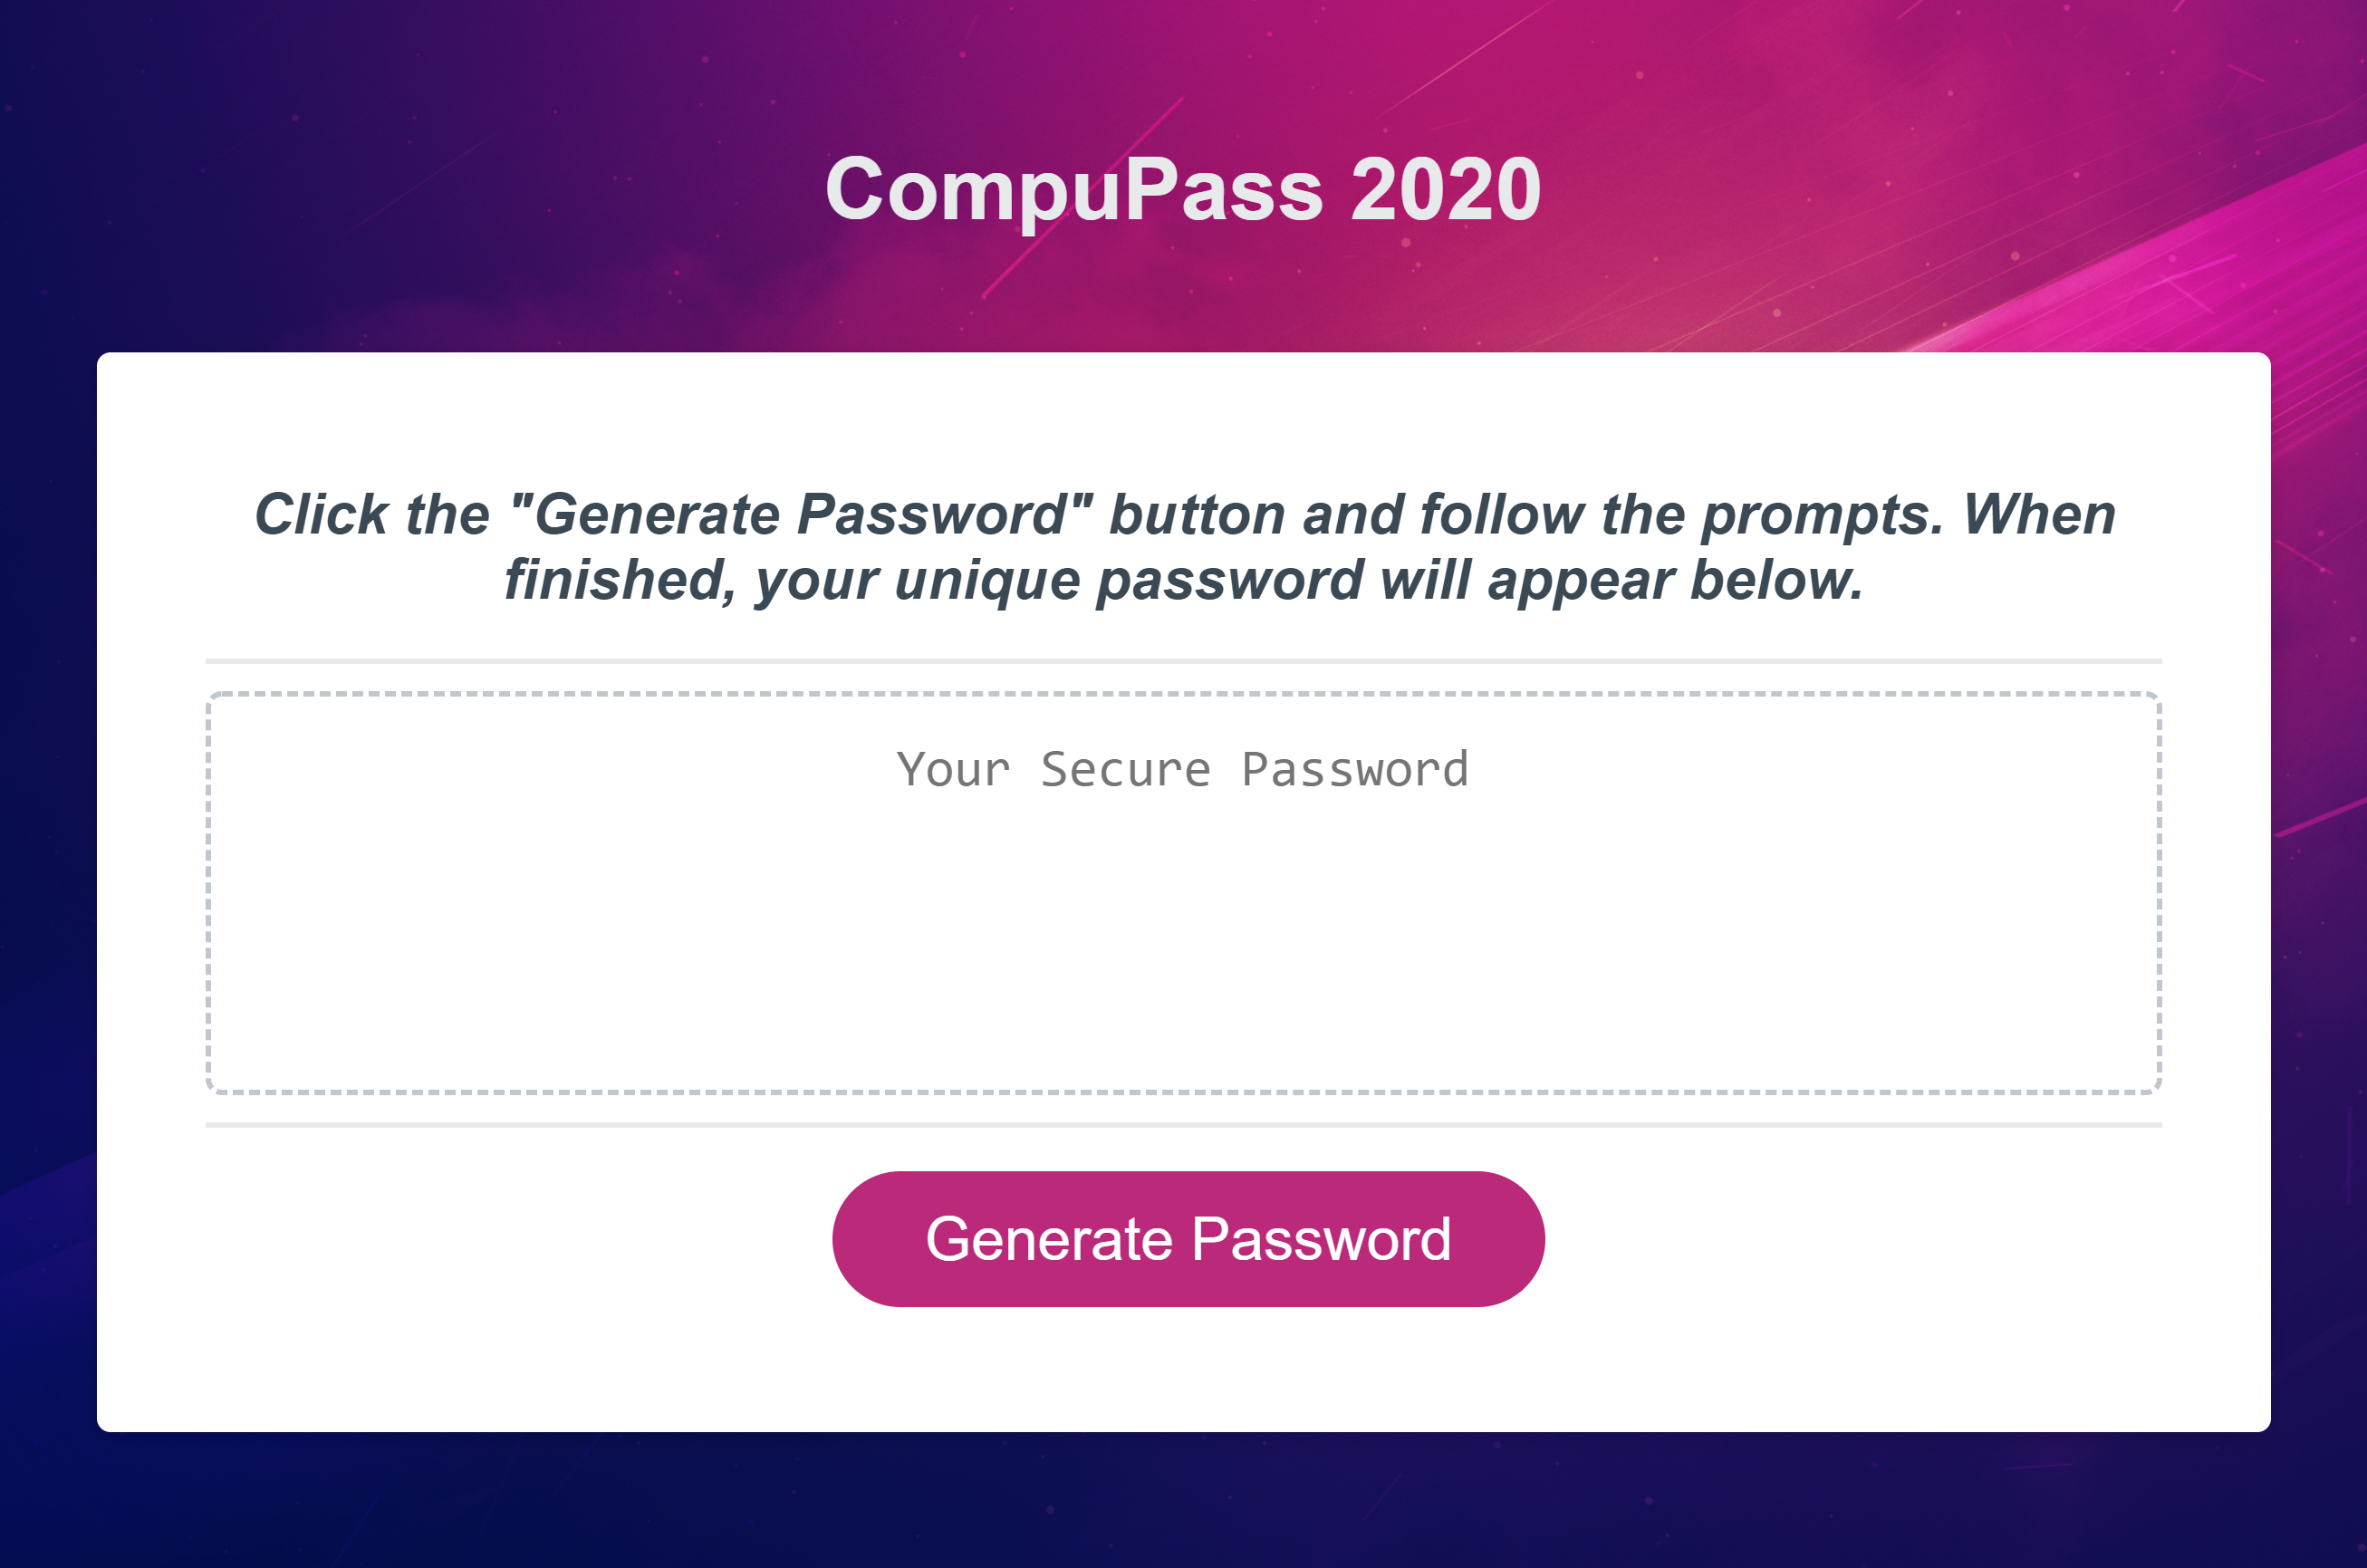 CompuPass 2020
Click the "Generate Password" button and follow the prompts. When
finished, your unique password will appear below.
Your Secure Password
Generate Password